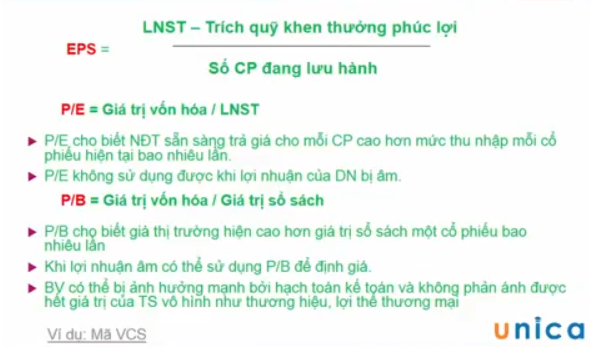 LNST – Trích quỹ khen thưởng phúc lợi
EPS =
Số CP đang lưu hành
P/E = Giá trị vốn hóa / LNST
P/E cho biết NĐT sẵn sàng trả giá cho mỗi CP cao hơn mức thu nhập mỗi cổ
phiếu hiện tại bao nhiêu lần.
P/E không sử dụng được khi lợi nhuận của DN bị âm.
P/B = Giá trị vốn hóa / Giá trị sổ sách
P/B cho biết giá thị trường hiện cao hơn giá trị sổ sách một cổ phiếu bao
nhiêu lần
Khi lợi nhuận âm có thể sử dụng P/B để định giá.
BV có thể bị ảnh hưởng mạnh bởi hạch toán kế toán và không phản ánh được
hết giá trị của TS vô hình như thương hiệu, lợi thế thương mại
Ví dụ: Mã VCS
unica